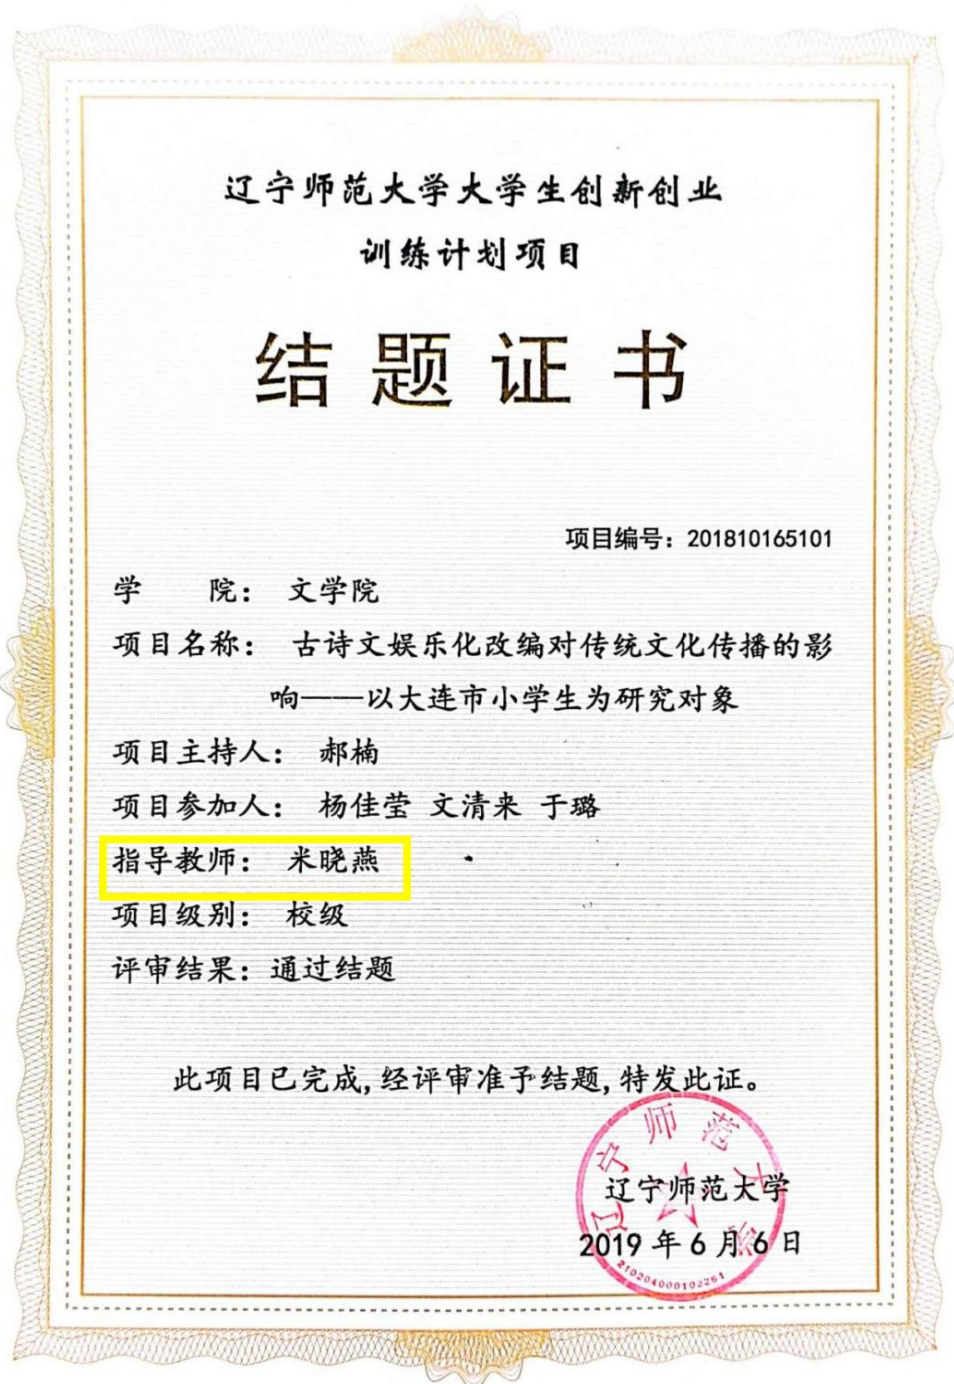 辽宁师范大学大学生创新创业
训练计划项目
结题证书
项目编号：201810165101
学 院： 文学院
项目名称： 古诗文娱乐化改编对传统文化传播的影
响——以大连市小学生为研究对象
项目主持人： 郝楠
项目参加人： 杨佳莹 文清来 于璐
指导教师： 米晓燕
项目级别： 校级
评审结果：通过结题
此项目已完成,经评审准予结题,特发此证。
辽宁师范大学
辽宁师范大学
2019 年 6 月 6 日
210204000102261